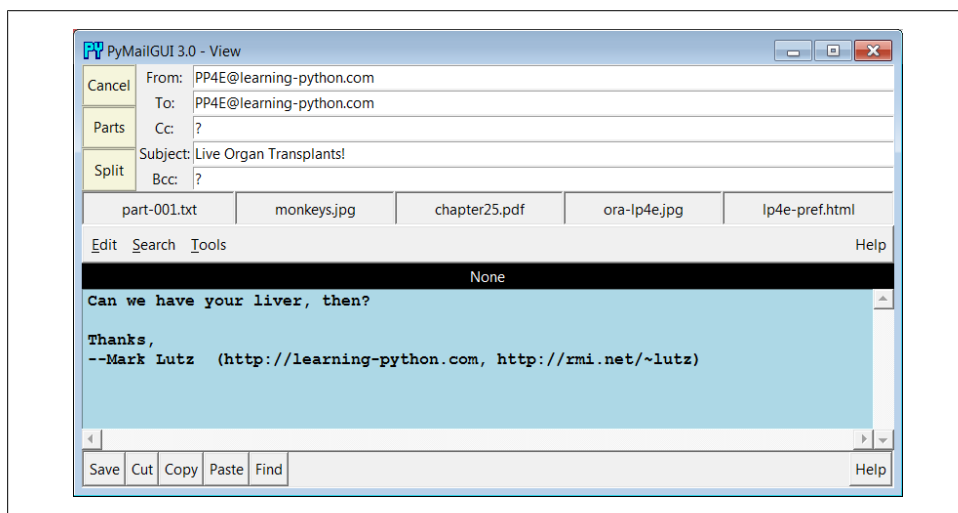 PY PyMailGUI 3.0 - View
Cancel
From: PP4E@learning-python.com
To: PP4E@learning-python.com
Parts
Cc: ?
Subject: Live Organ Transplants!
Split
Bcc: ?
part-001.txt monkeys.jpg chapter25.pdf ora-lp4e.jpg lp4e-pref.html
Edit Search Tools Help
None
Can we have your liver, then?
Thanks,
--Mark Lutz (http://learning-python.com, http://rmi.net/~lutz)
Save Cut Copy Paste Find Help